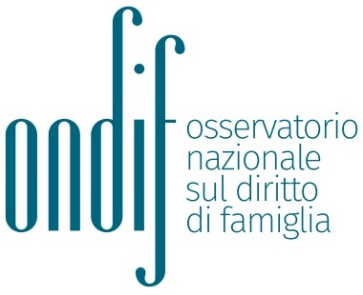 ondif
osservatorio
nazionale
sul diritto
di famiglia